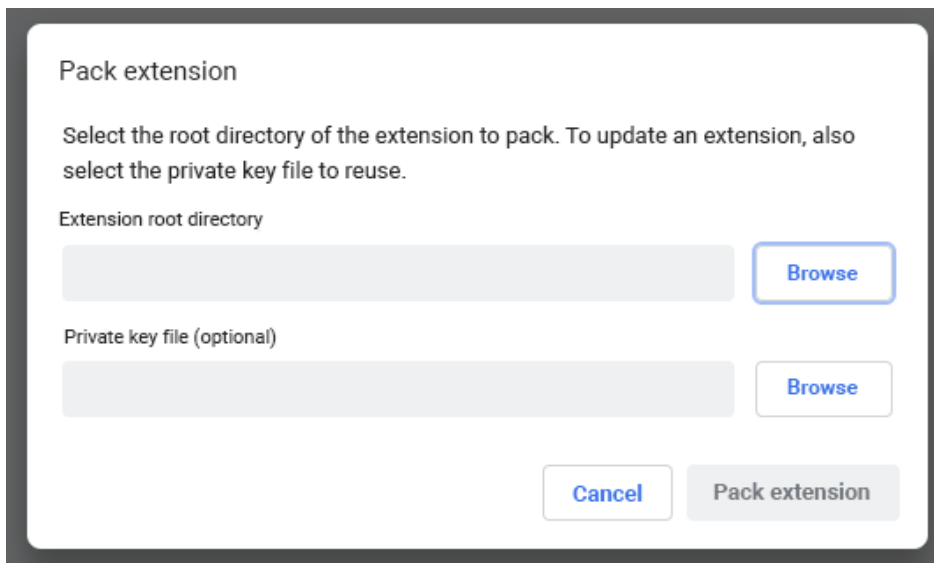 Pack extension
Select the root directory of the extension to pack. To update an extension, also
select the private key file to reuse.
Extension root directory
Browse
Private key file (optional)
Browse
Cancel
Pack extension